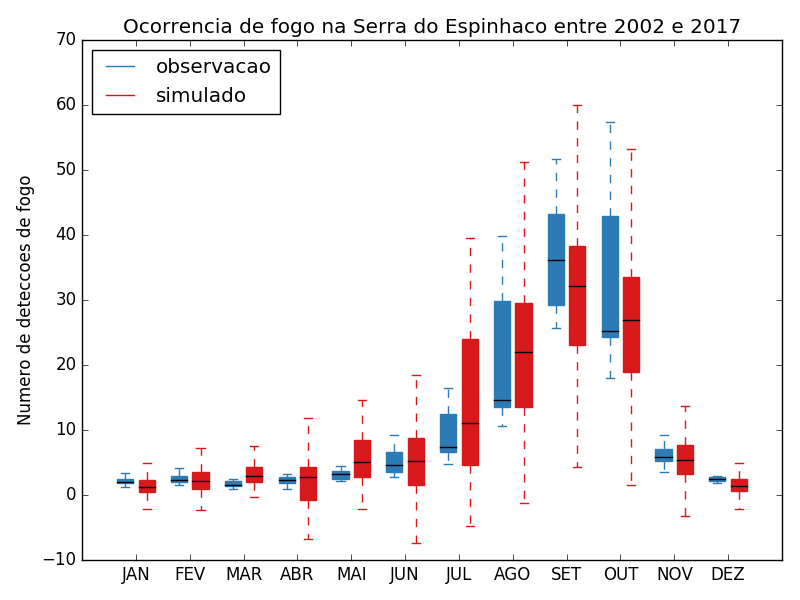 Ocorrencia de fogo na Serra do Espinhaco entre 2002 e 2017
70
60
50
40
30
20
10
0
−10
Numero de deteccoes de fogo
observacao
simulado
JAN FEV MAR ABR MAI JUN JUL AGO SET OUT NOV DEZ